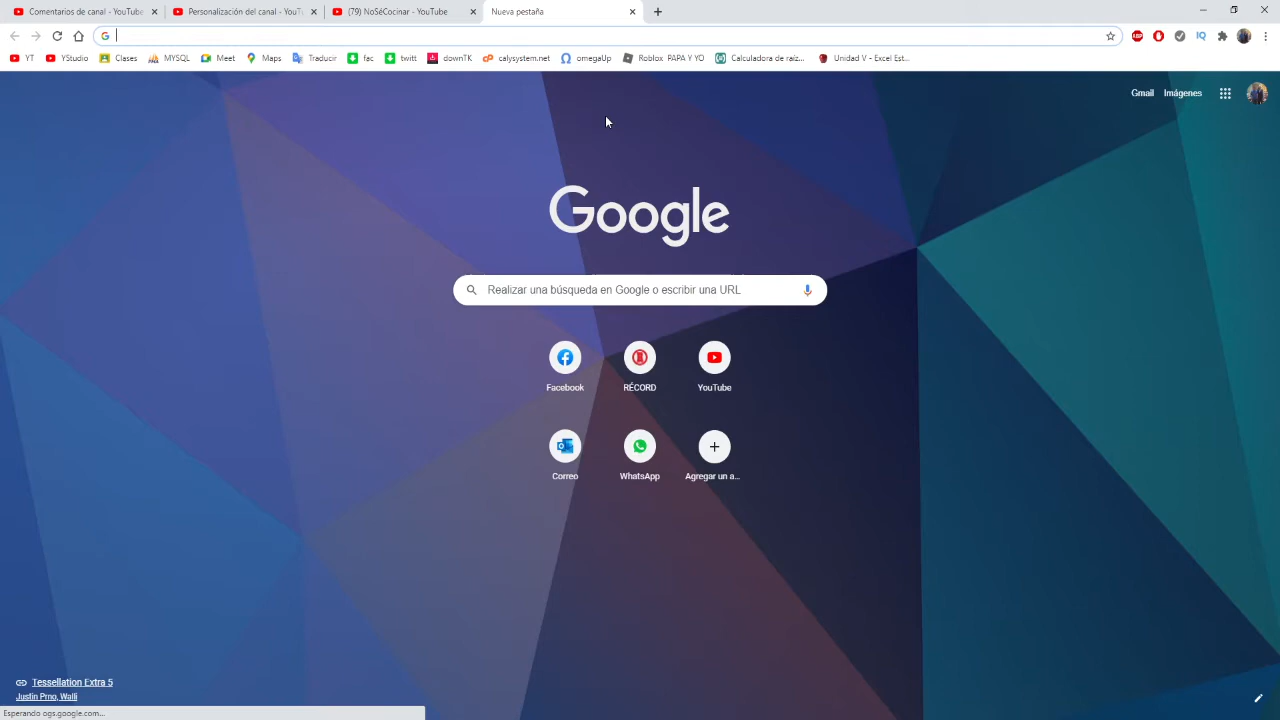 Comentarios de canal - YouTube
Personalización del canal - YouTu
(79) NoSéCocinar - YouTube
Nueva pestaña
YT
YStudio
Clases
MYSQL
Meet
Maps
Traducir
fac
twitt
downTK
calysystem.net
omegaUp
Roblox PAPA Y YO
Calculadora de raíz...
Unidad V - Excel Est...
ABP
IQ
Gmail
Imágenes
Google
Realizar una búsqueda en Google o escribir una URL
Facebook
RÉCORD
YouTube
Correo
WhatsApp
Agregar un a...
Tessellation Extra 5
Justin Prno, Walli
Esperando ogs.google.com...